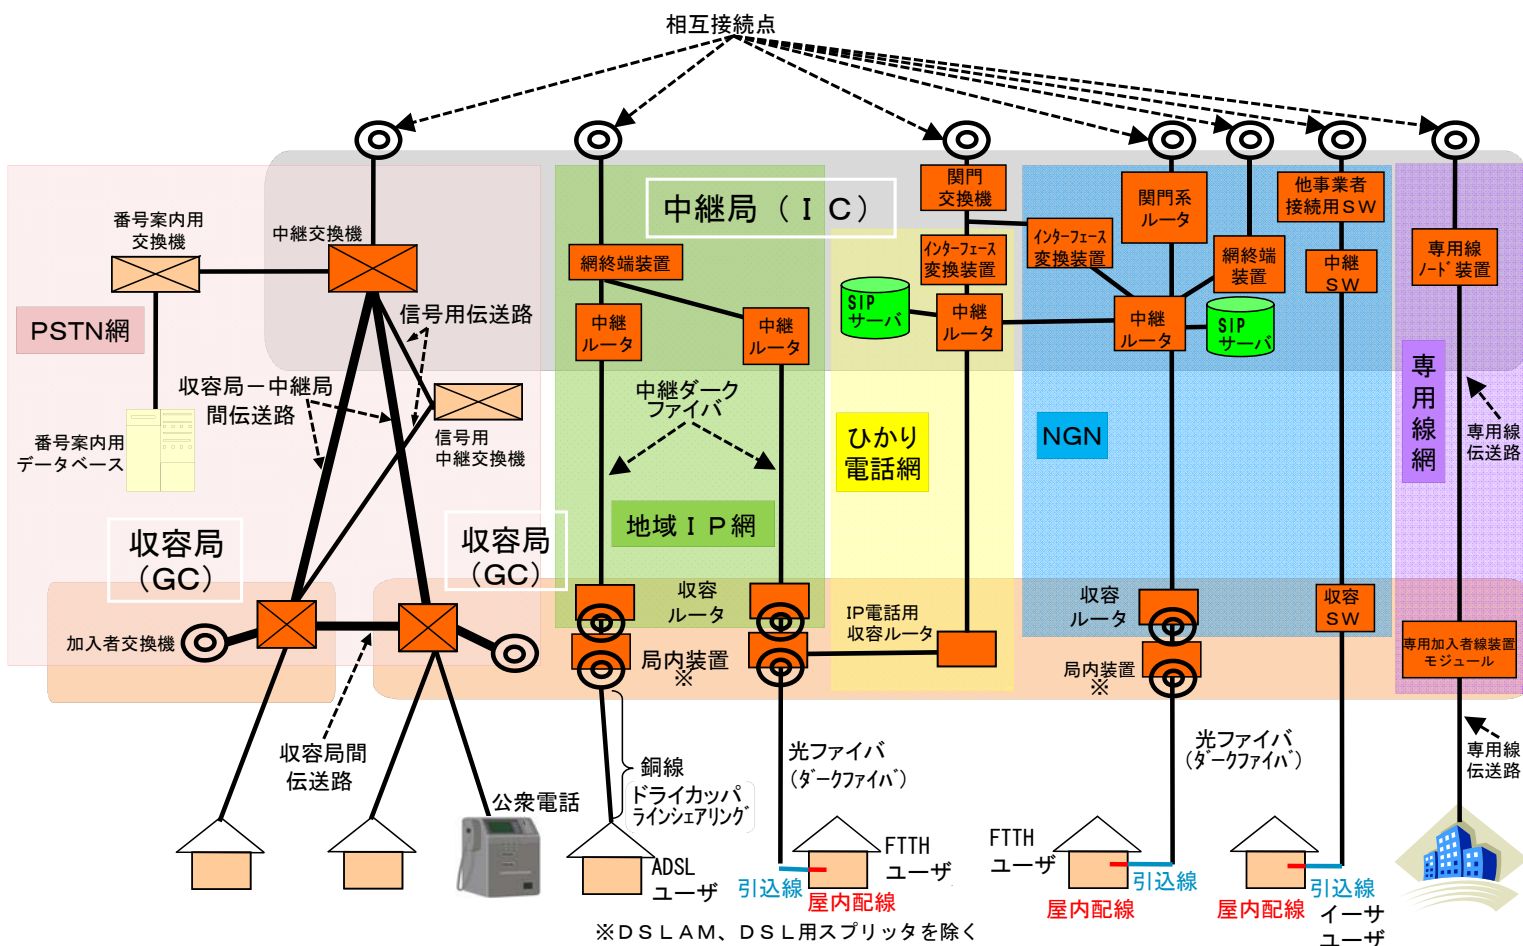 相互接続点
中継局（ＩＣ）
番号案内用
交換機
中継交換機
PSTN網
信号用伝送路
収容局－中継局
間伝送路
番号案内用
データベース
信号用
中継交換機
収容局
（GC）
収容局
（GC）
加入者交換機
収容局間
伝送路
公衆電話
網終端装置
中継
ルータ
中継
ルータ
中継ダーク
ファイバ
地域ＩＰ網
収容
ルータ
局内装置
※
銅線
ドライカッパ
ラインシェアリング
ADSL
ユーザ
光ファイバ
（ダークファイバ）
FTTH
ユーザ
引込線
屋内配線
関門
交換機
インターフェース
変換装置
SIP
サーバ
中継
ルータ
ひかり
電話網
IP電話用
収容ルータ
インターフェース
変換装置
関門系
ルータ
網終端
装置
中継
ルータ
SIP
サーバ
NGN
収容
ルータ
局内装置
※
光ファイバ
（ダークファイバ）
FTTH
ユーザ
引込線
屋内配線
他事業者
接続用ＳＷ
中継
ＳＷ
収容
ＳＷ
引込線
屋内配線
イーサ
ユーザ
専用線
ノード装置
専用線網
専用線
伝送路
専用加入者線装置
モジュール
専用線
伝送路
※ＤＳＬＡＭ、ＤＳＬ用スプリッタを除く